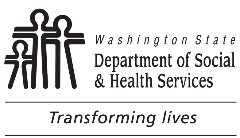 Washington State
Department of Social
& Health Services
Transforming lives